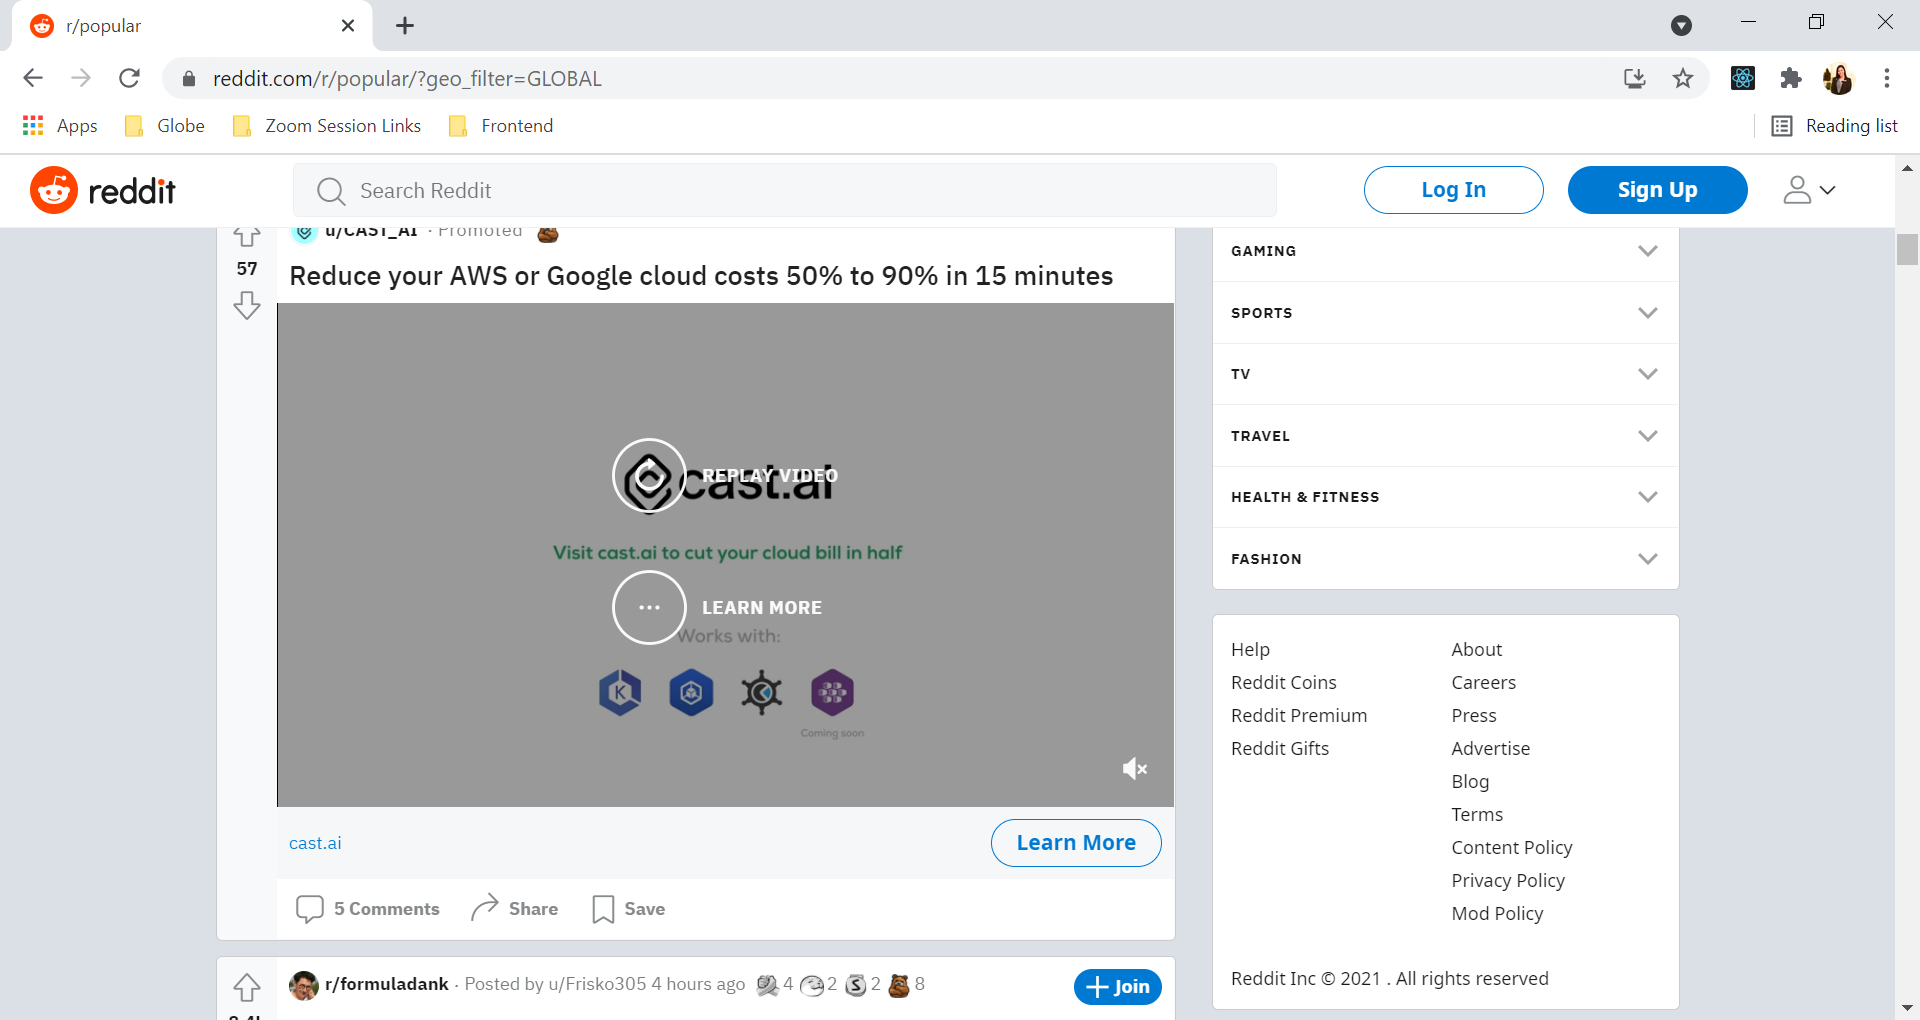 r/popular
reddit.com/r/popular/?geo_filter=GLOBAL
Apps Globe Zoom Session Links Frontend Reading list
reddit Search Reddit Log In Sign Up
u/CAST_AI · Promoted
57
Reduce your AWS or Google cloud costs 50% to 90% in 15 minutes
REPLAY VIDEO
cast.ai
Visit cast.ai to cut your cloud bill in half
LEARN MORE
Works with:
K
Coming soon
cast.ai Learn More
5 Comments Share Save
r/formuladank · Posted by u/Frisko305 4 hours ago 4 2 S 2 8
Join
GAMING
SPORTS
TV
TRAVEL
HEALTH & FITNESS
FASHION
Help About
Reddit Coins Careers
Reddit Premium Press
Reddit Gifts Advertise
Blog
Terms
Content Policy
Privacy Policy
Mod Policy
Reddit Inc © 2021 . All rights reserved